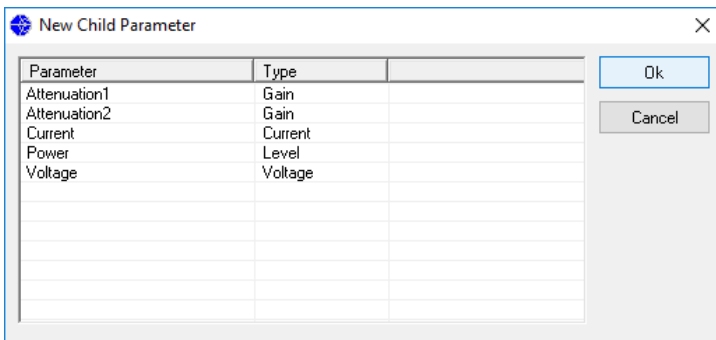 New Child Parameter
Parameter Type
Ok
Attenuation1 Gain
Attenuation2 Gain
Cancel
Current Current
Power Level
Voltage Voltage